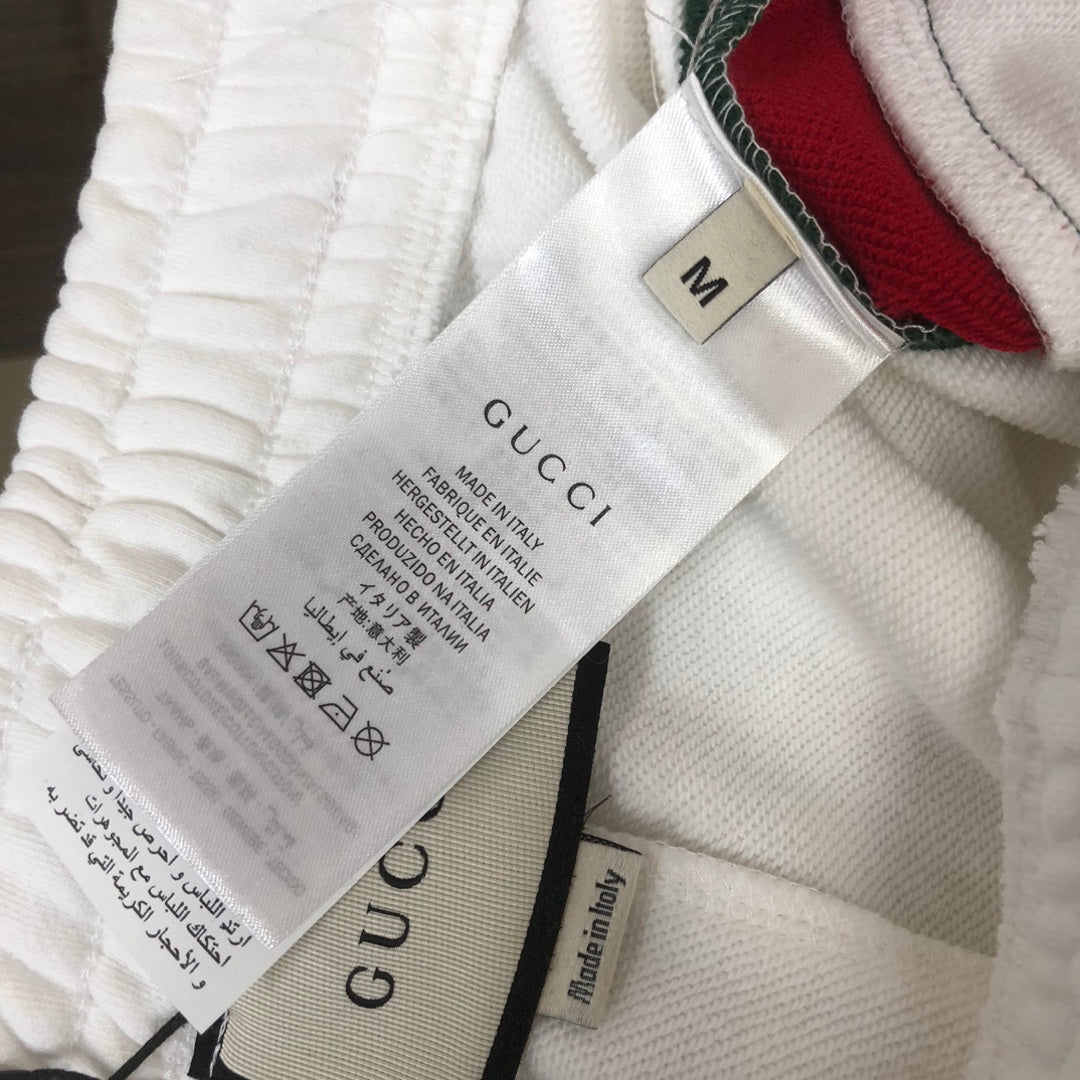 M
GUCCI
MADE IN ITALY
FABRIQUE EN ITALIE
HERGESTELLT IN ITALIEN
HECHO EN ITALIA
PRODUZIDO NA ITALIA
СДЕЛАНО В ИТАЛИИ
イタリア製
产地:意大利
صنع في إيطاليا
ارتد اللباس و احرص جيدا و تحاشى
احتكاك اللباس مع المجوهرات
و الأحجار الكريمة التي قد تضر به
GUCC
Made in Italy